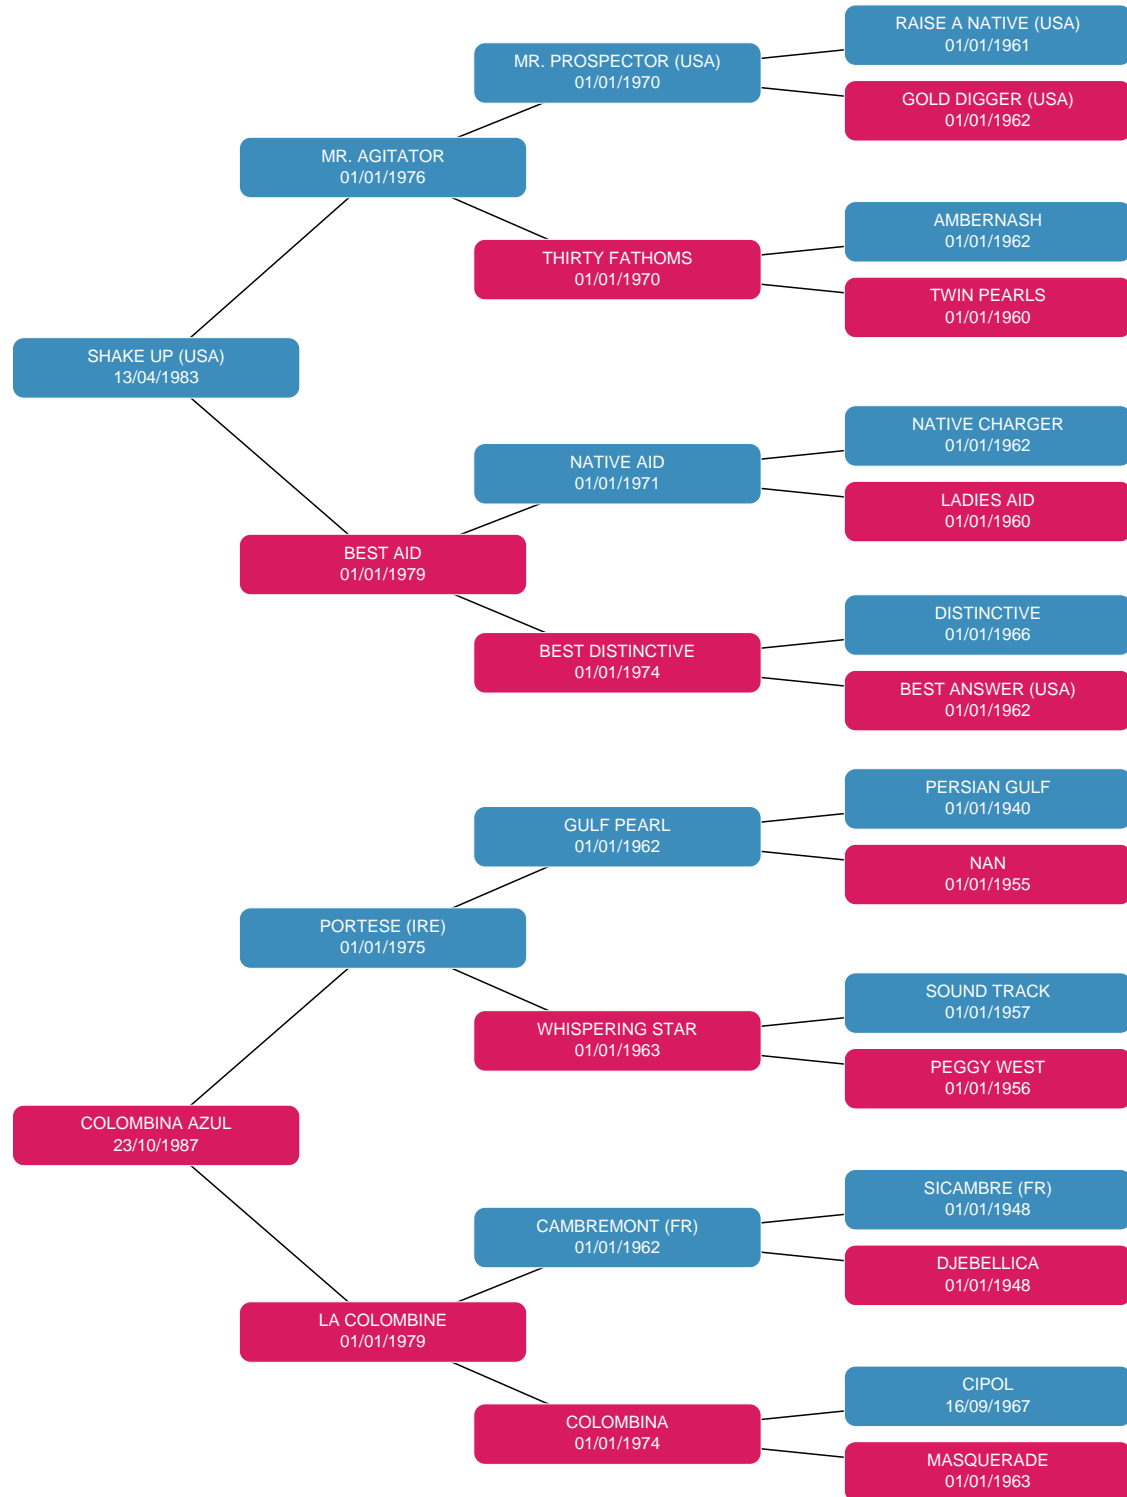 RAISE A NATIVE (USA)
01/01/1961
MR. PROSPECTOR (USA)
01/01/1970
GOLD DIGGER (USA)
01/01/1962
MR. AGITATOR
01/01/1976
AMBERNASH
01/01/1962
THIRTY FATHOMS
01/01/1970
TWIN PEARLS
01/01/1960
SHAKE UP (USA)
13/04/1983
NATIVE CHARGER
01/01/1962
NATIVE AID
01/01/1971
LADIES AID
01/01/1960
BEST AID
01/01/1979
DISTINCTIVE
01/01/1966
BEST DISTINCTIVE
01/01/1974
BEST ANSWER (USA)
01/01/1962
PERSIAN GULF
01/01/1940
GULF PEARL
01/01/1962
NAN
01/01/1955
PORTESE (IRE)
01/01/1975
SOUND TRACK
01/01/1957
WHISPERING STAR
01/01/1963
PEGGY WEST
01/01/1956
COLOMBINA AZUL
23/10/1987
SICAMBRE (FR)
01/01/1948
CAMBREMONT (FR)
01/01/1962
DJEBELLICA
01/01/1948
LA COLOMBINE
01/01/1979
CIPOL
16/09/1967
COLOMBINA
01/01/1974
MASQUERADE
01/01/1963